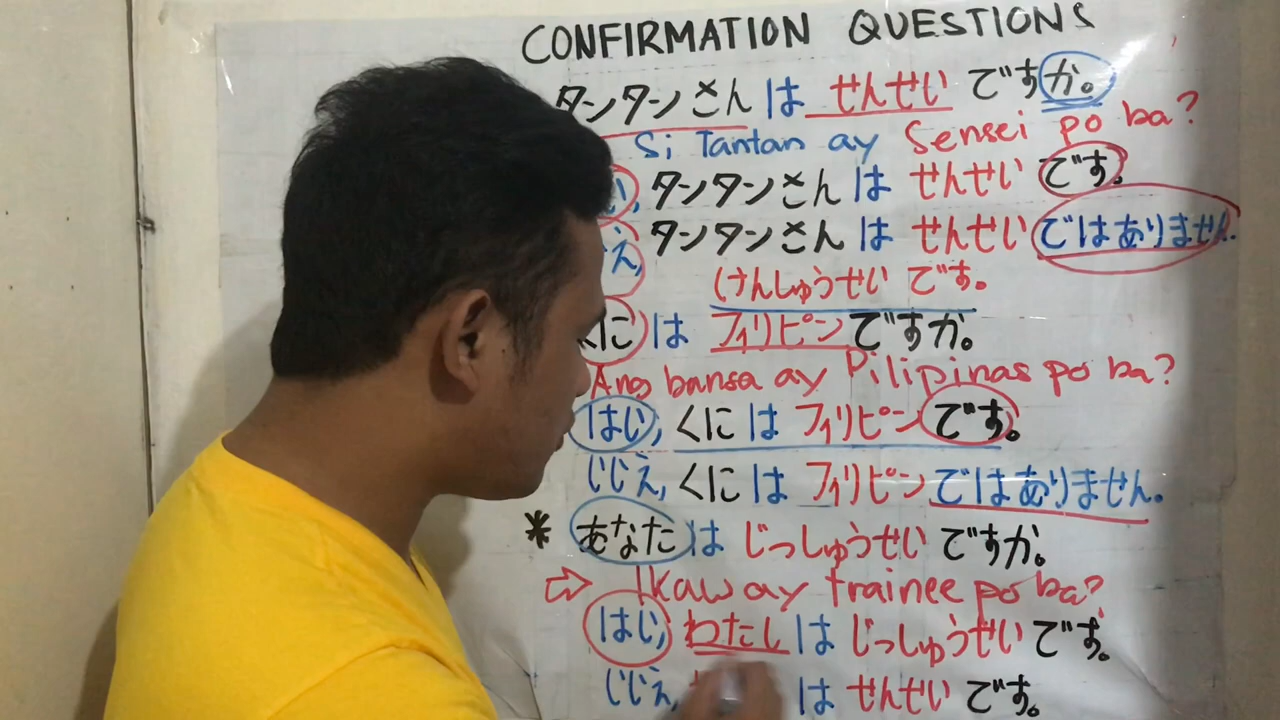 CONFIRMATION QUESTIONS
タンタンさん は せんせい ですか。
Si Tantan ay Sensei po ba?
い, タンタンさん は せんせい です。
え, タンタンさん は せんせい ではありません.
(けんしゅうせい です。
くに は フィリピン ですか。
Ang bansa ay Pilipinas po ba?
はい, くに は フィリピン です。
いいえ, くに は フィリピン ではありません.
* あなた は じっしゅうせい ですか。
⇨ Ikaw ay trainee po ba?
はい, わたし は じっしゅうせい です。
いいえ, は せんせい です。